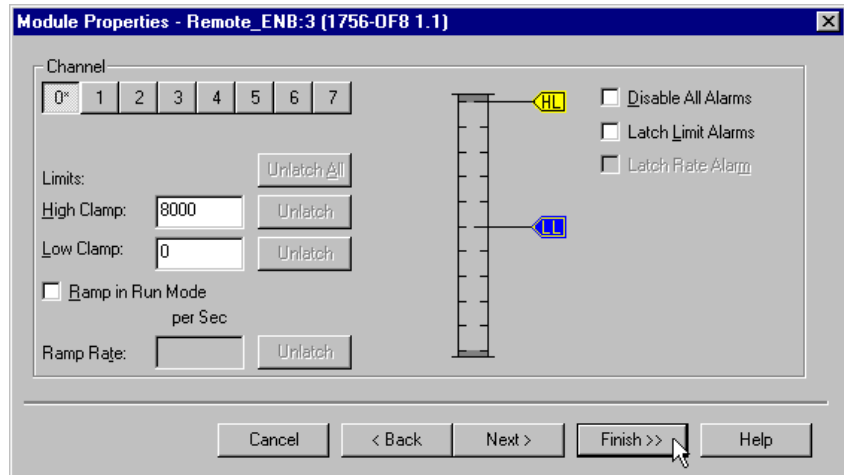 Module Properties - Remote_ENB:3 (1756-OF8 1.1)
Channel
0* 1 2 3 4 5 6 7
HL
Disable All Alarms
Latch Limit Alarms
Latch Rate Alarm
Limits:
Unlatch All
High Clamp: 8000 Unlatch
Low Clamp: 0 Unlatch
LL
Ramp in Run Mode
per Sec
Ramp Rate: Unlatch
Cancel < Back Next > Finish >> Help